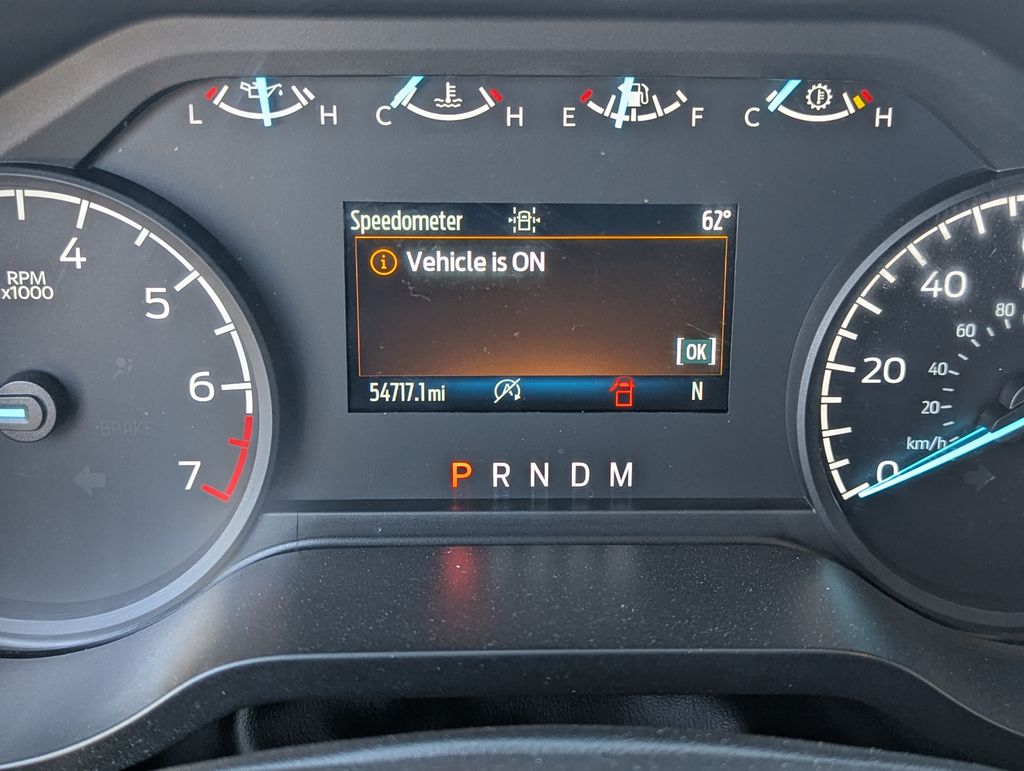 L H C H E F C H
Speedometer 62°
Vehicle is ON
[OK]
54717.1mi N
P R N D M
RPM
x1000
4
5
6
7
BRAKE
40
20
0
80
60
40
20
km/h